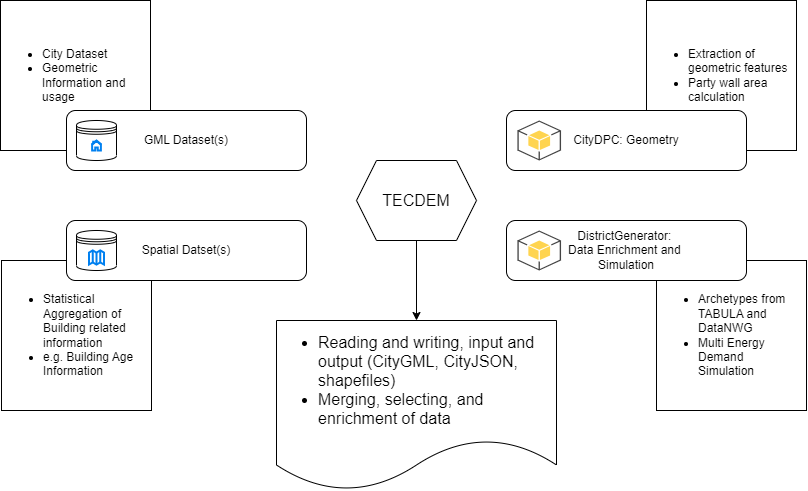 • City Dataset
• Geometric
Information and
usage
GML Dataset(s)
• Extraction of
geometric features
• Party wall area
calculation
CityDPC: Geometry
TECDEM
Spatial Datset(s)
• Statistical
Aggregation of
Building related
information
• e.g. Building Age
Information
DistrictGenerator:
Data Enrichment and
Simulation
• Archetypes from
TABULA and
DataNWG
• Multi Energy
Demand
Simulation
• Reading and writing, input and
output (CityGML, CityJSON,
shapefiles)
• Merging, selecting, and
enrichment of data